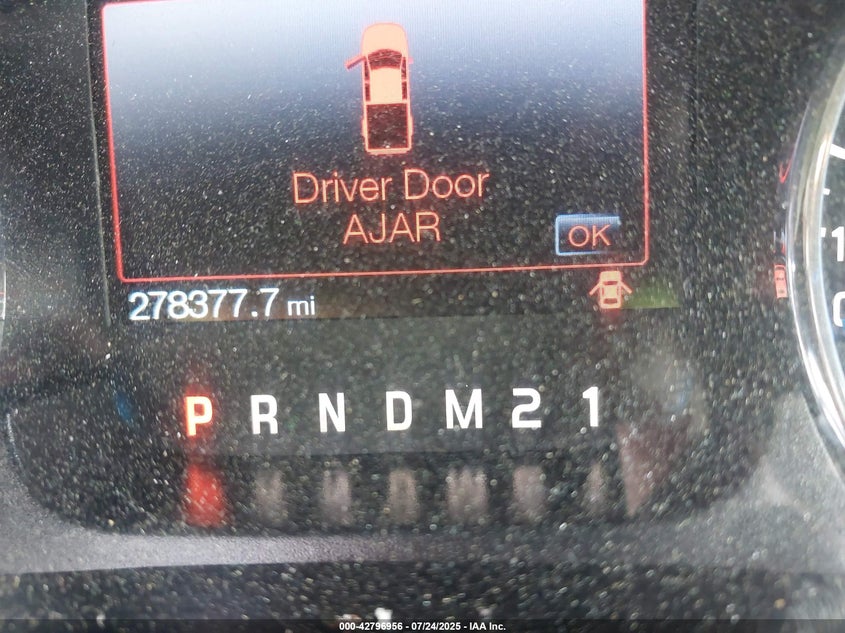 Driver Door
AJAR
OK
278377.7 mi
P R N D M 2 1
000-42796956 - 07/24/2025 - IAA Inc.